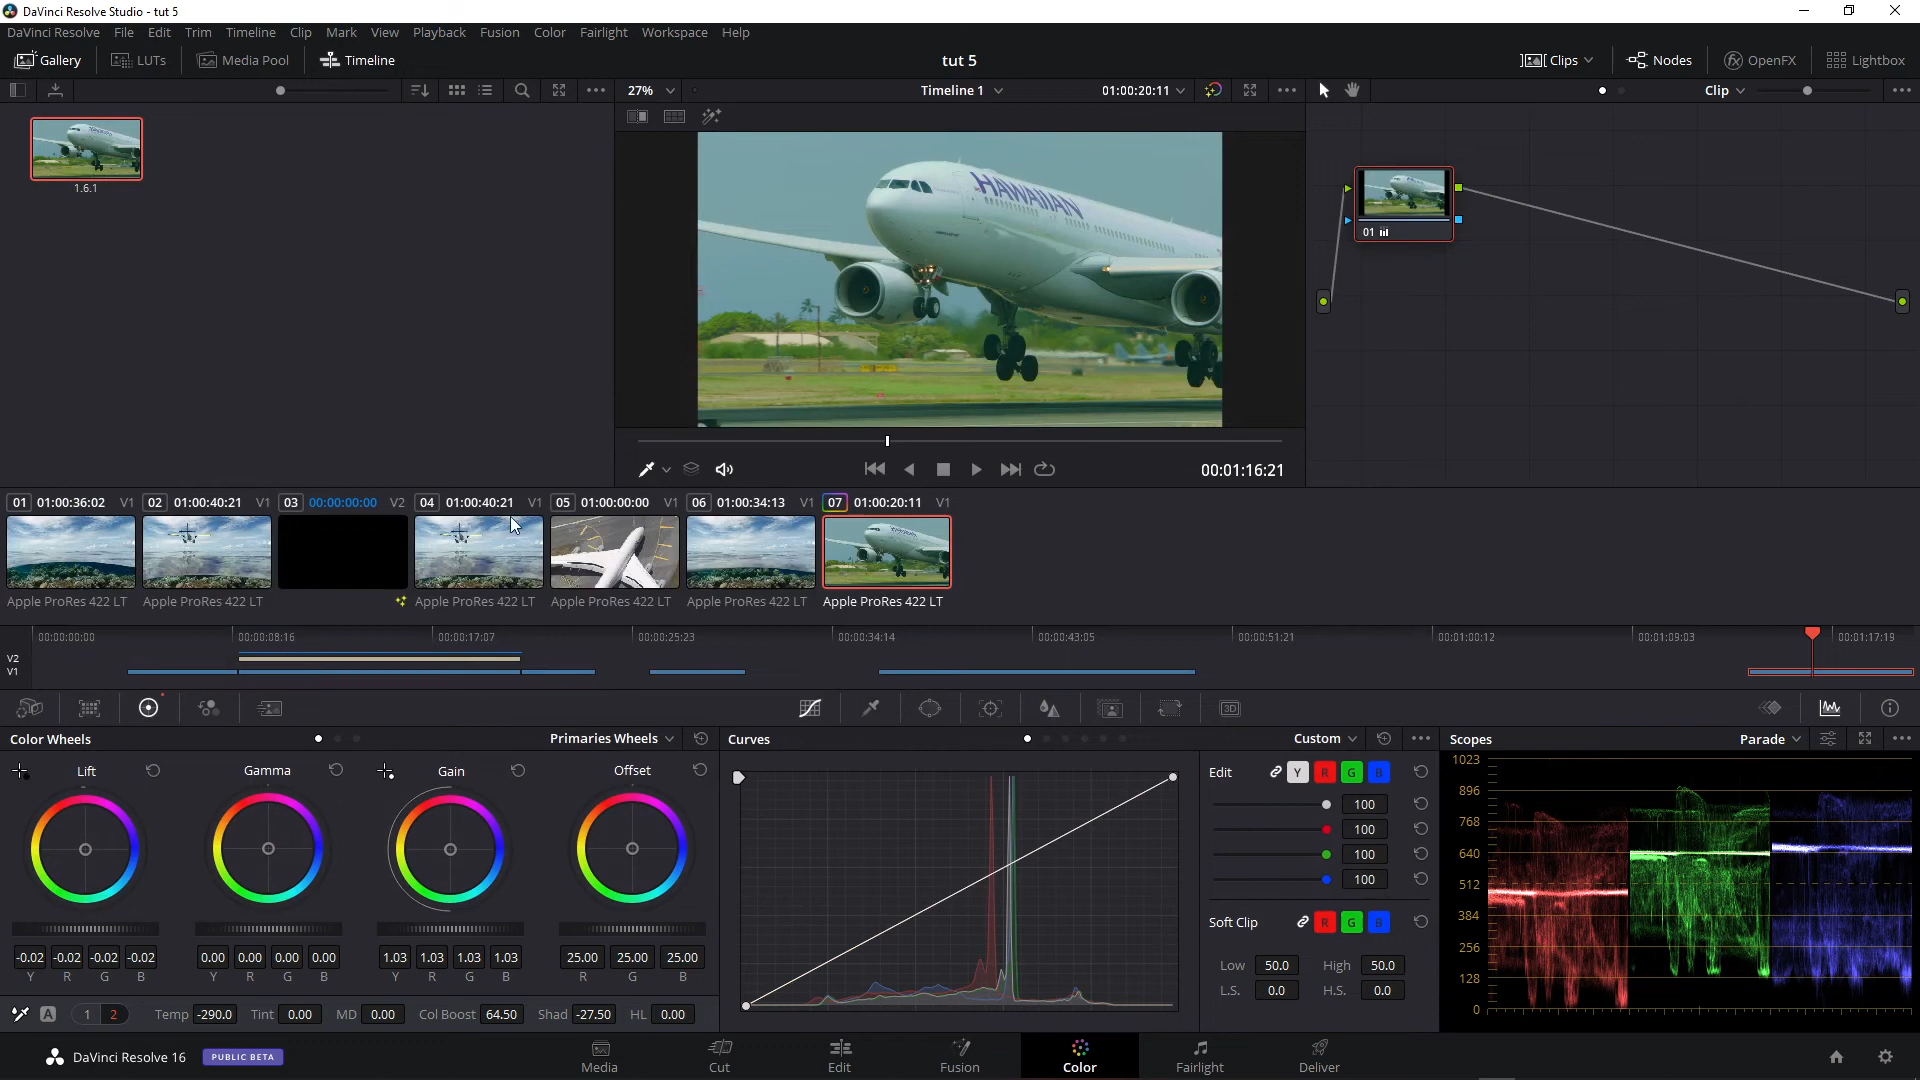 DaVinci Resolve Studio - tut 5
DaVinci Resolve File Edit Trim Timeline Clip Mark View Playback Fusion Color Fairlight Workspace Help
Gallery LUTs Media Pool Timeline tut 5 Clips Nodes OpenFX Lightbox
27% Timeline 1 01:00:20:11 Clip
1.6.1
HAWAIIAN
01
00:01:16:21
01 01:00:36:02 V1 02 01:00:40:21 V1 03 00:00:00:00 V2 04 01:00:40:21 V1 05 01:00:00:00 V1 06 01:00:34:13 V1 07 01:00:20:11 V1
Apple ProRes 422 LT Apple ProRes 422 LT Apple ProRes 422 LT Apple ProRes 422 LT Apple ProRes 422 LT Apple ProRes 422 LT
00:00:00:00 00:00:08:16 00:00:17:07 00:00:25:23 00:00:34:14 00:00:43:05 00:00:51:21 00:01:00:12 00:01:09:03 00:01:17:19
V2
V1
3D
Color Wheels Primaries Wheels
Lift Gamma Gain Offset
-0.02 -0.02 -0.02 -0.02 0.00 0.00 0.00 0.00 1.03 1.03 1.03 1.03 25.00 25.00 25.00
Y R G B Y R G B Y R G B R G B
A 1 2 Temp -290.0 Tint 0.00 MD 0.00 Col Boost 64.50 Shad -27.50 HL 0.00
Curves Custom
Edit Y R G B
100
100
100
100
Soft Clip R G B
Low 50.0 High 50.0
L.S. 0.0 H.S. 0.0
Scopes Parade
1023
896
768
640
512
384
256
128
0
DaVinci Resolve 16 PUBLIC BETA Media Cut Edit Fusion Color Fairlight Deliver